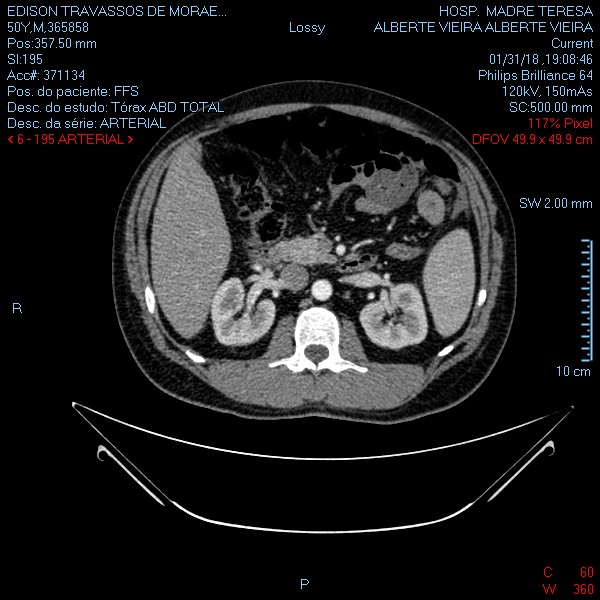 EDISON TRAVASSOS DE MORAE...
50Y,M,365858
Pos:357.50 mm
SI:195
Acc#: 371134
Pos. do paciente: FFS
Desc. do estudo: Tórax ABD TOTAL
Desc. da série: ARTERIAL
< 6 - 195 ARTERIAL >
Lossy
HOSP. MADRE TERESA
ALBERTE VIEIRA ALBERTE VIEIRA
Current
01/31/18 ,19:08:46
Philips Brilliance 64
120kV, 150mAs
SC:500.00 mm
117% Pixel
DFOV 49.9 x 49.9 cm
SW 2.00 mm
R
10 cm
P
C 60
W 360